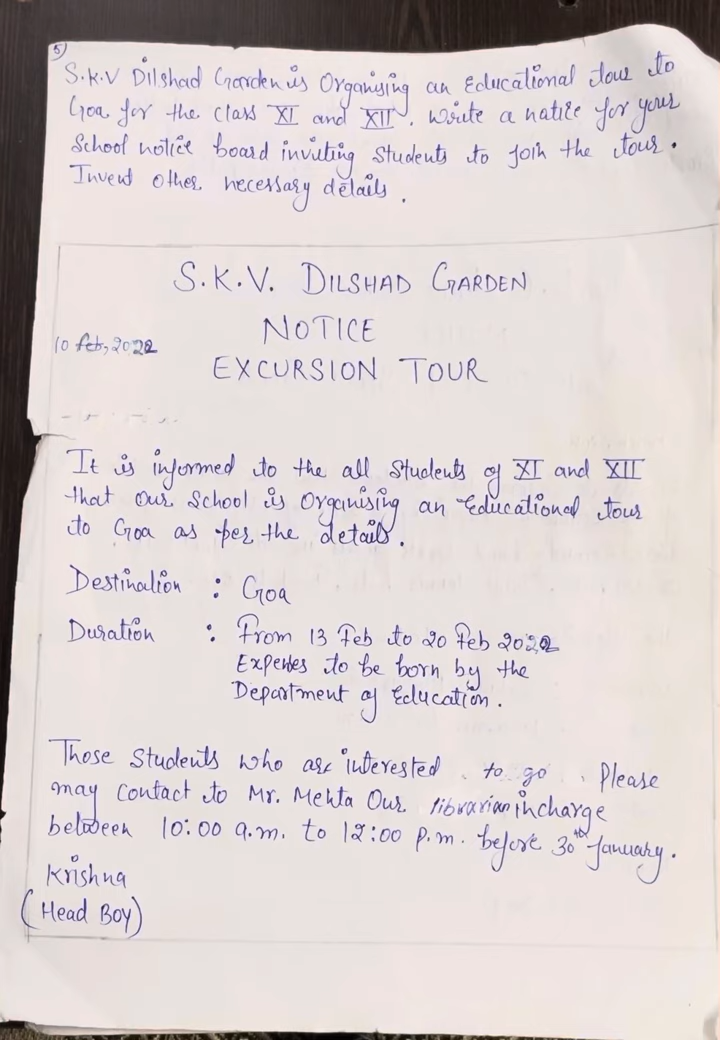 5)
S.K.V Dilshad Garden is Organising an Educational tour to
Goa for the class XI and XII. Write a notice for your
School notice board inviting Students to join the tour.
Invent other necessary details.
S.K.V. DILSHAD GARDEN
NOTICE
10 Feb, 2022
EXCURSION TOUR
It is informed to the all Students of XI and XII
that our School is Organising an Educational tour
to Goa as per the details.
Destination : Goa
Duration : From 13 Feb to 20 Feb 2022
Expenses to be born by the
Department of Education.
Those Students who are interested to go Please
may Contact to Mr. Mehta Our librarian incharge
between 10:00 a.m. to 12:00 p.m. before 30th January.
Krishna
(Head Boy)